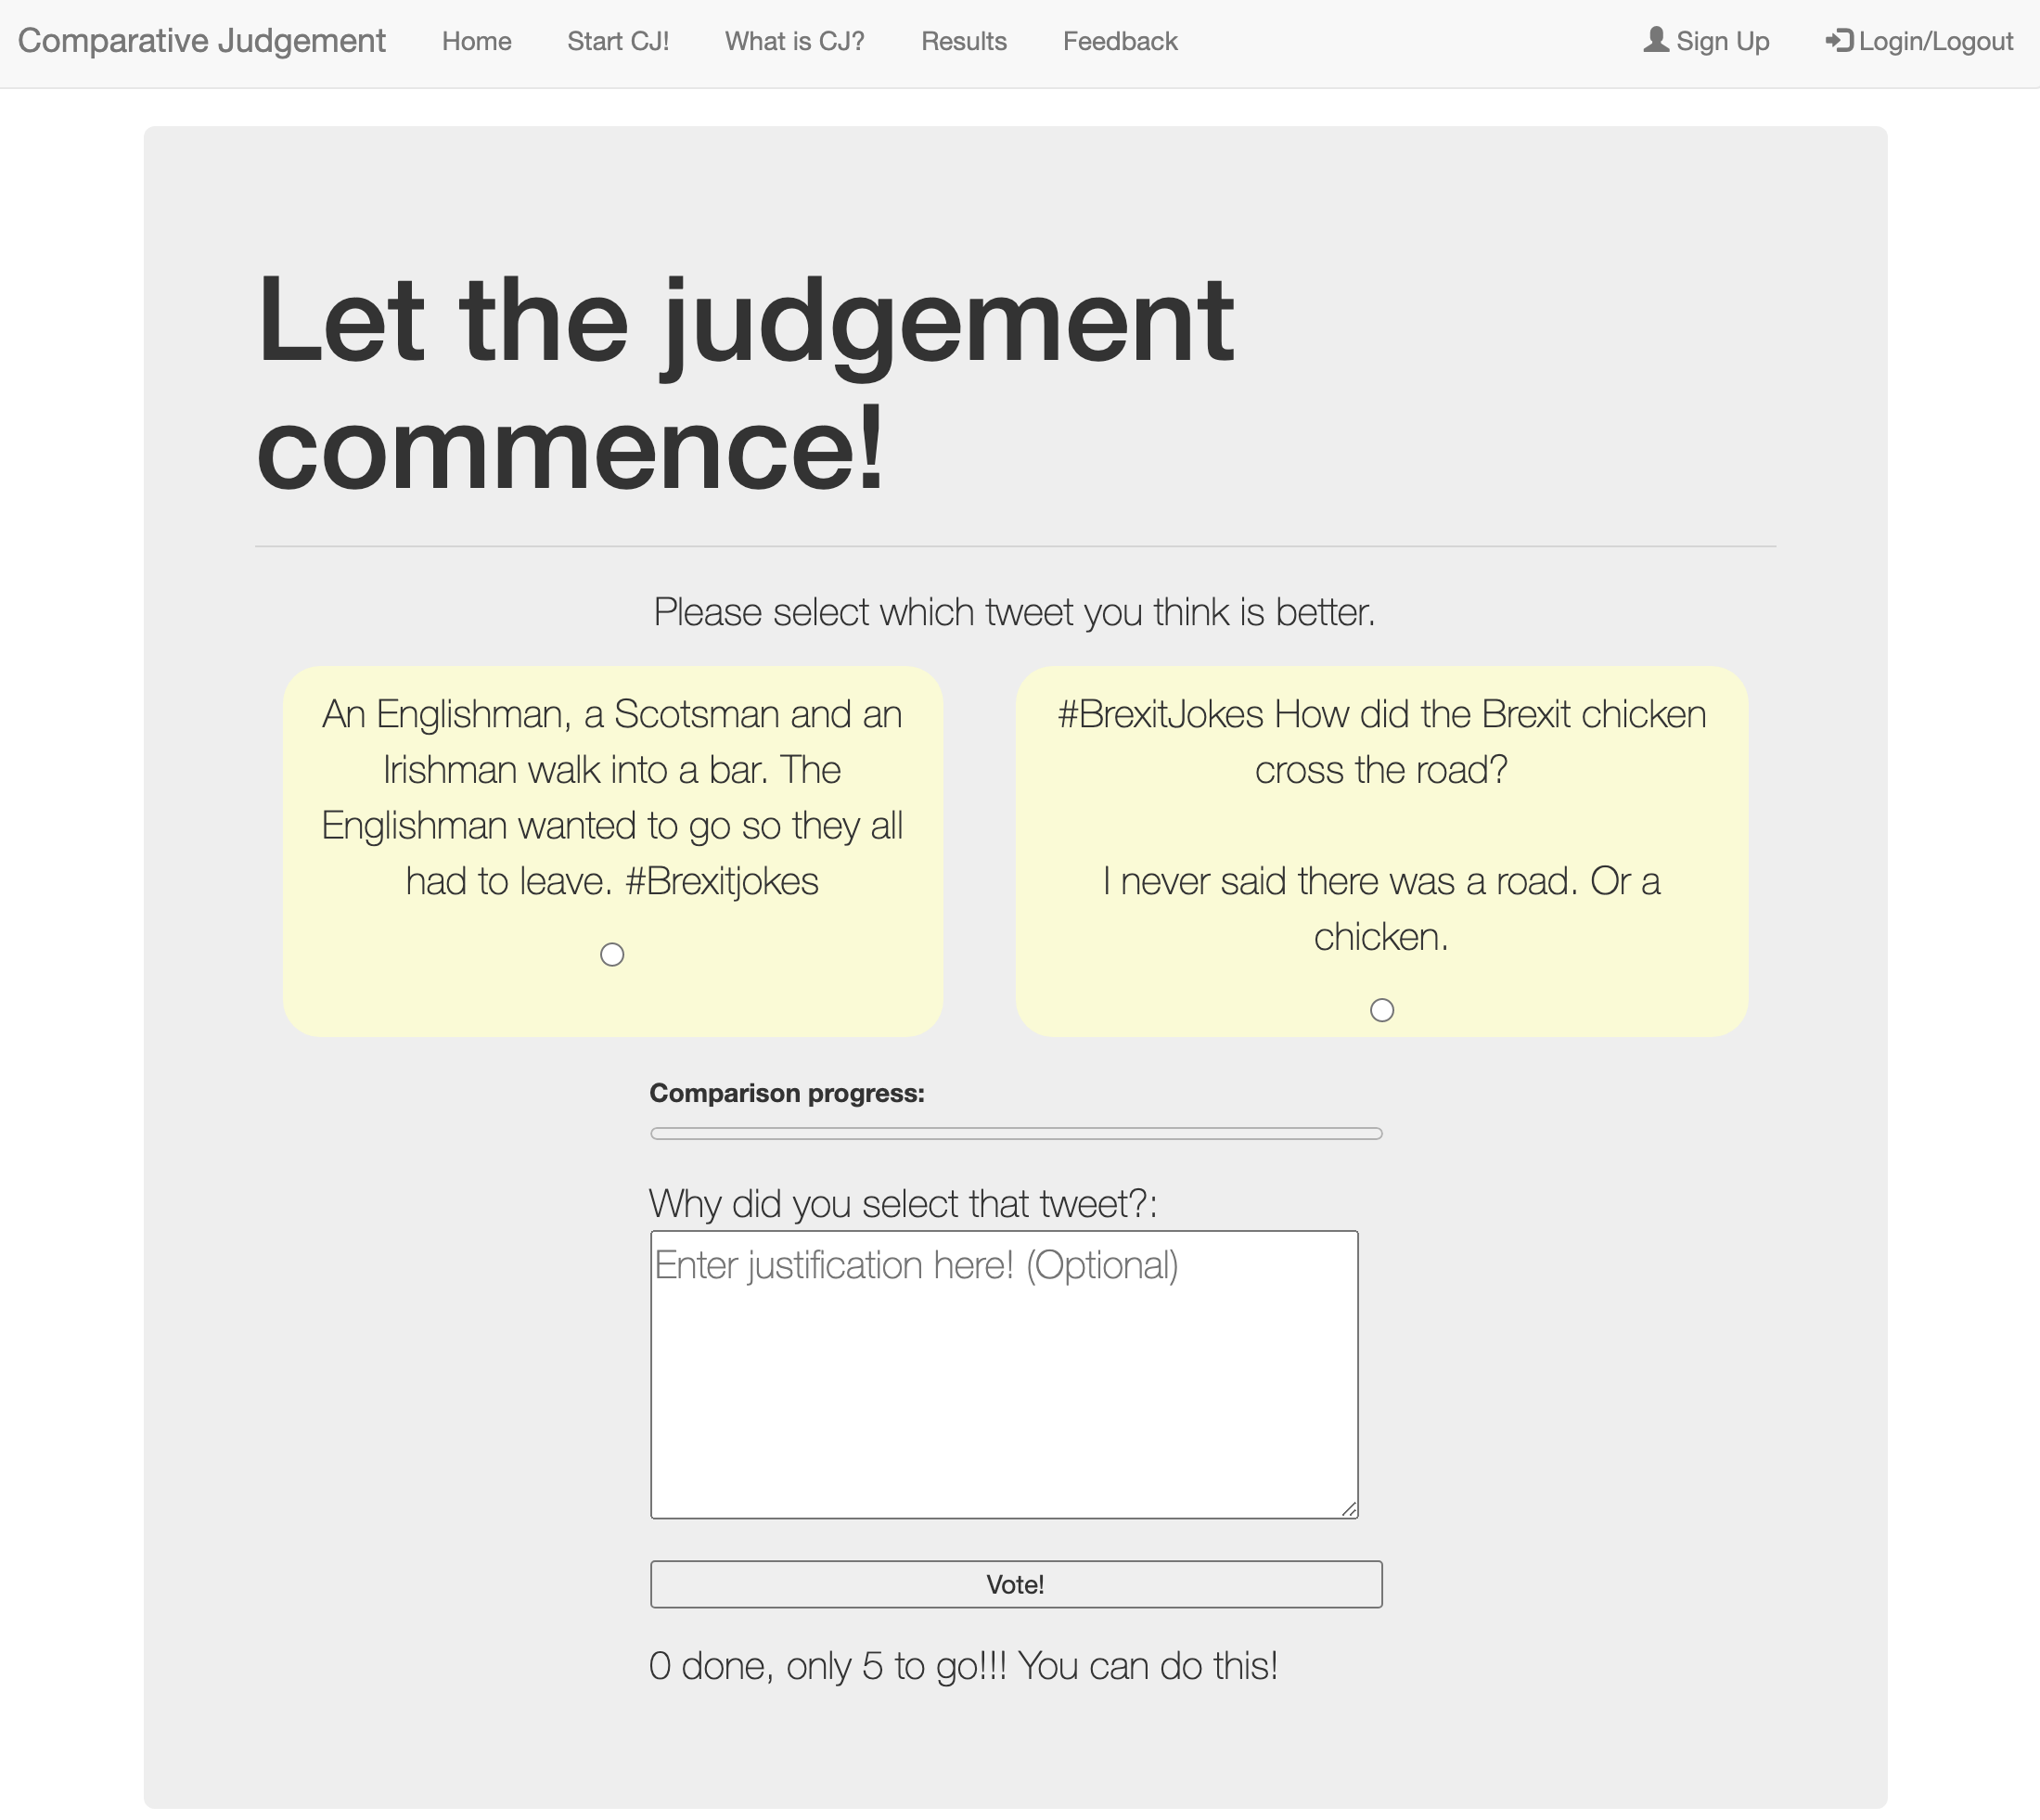 Comparative Judgement Home Start CJ! What is CJ? Results Feedback Sign Up Login/Logout
Let the judgement
commence!
Please select which tweet you think is better.
An Englishman, a Scotsman and an
Irishman walk into a bar. The
Englishman wanted to go so they all
had to leave. #Brexitjokes
#BrexitJokes How did the Brexit chicken
cross the road?
I never said there was a road. Or a
chicken.
Comparison progress:
Why did you select that tweet?:
Enter justification here! (Optional)
Vote!
0 done, only 5 to go!!! You can do this!